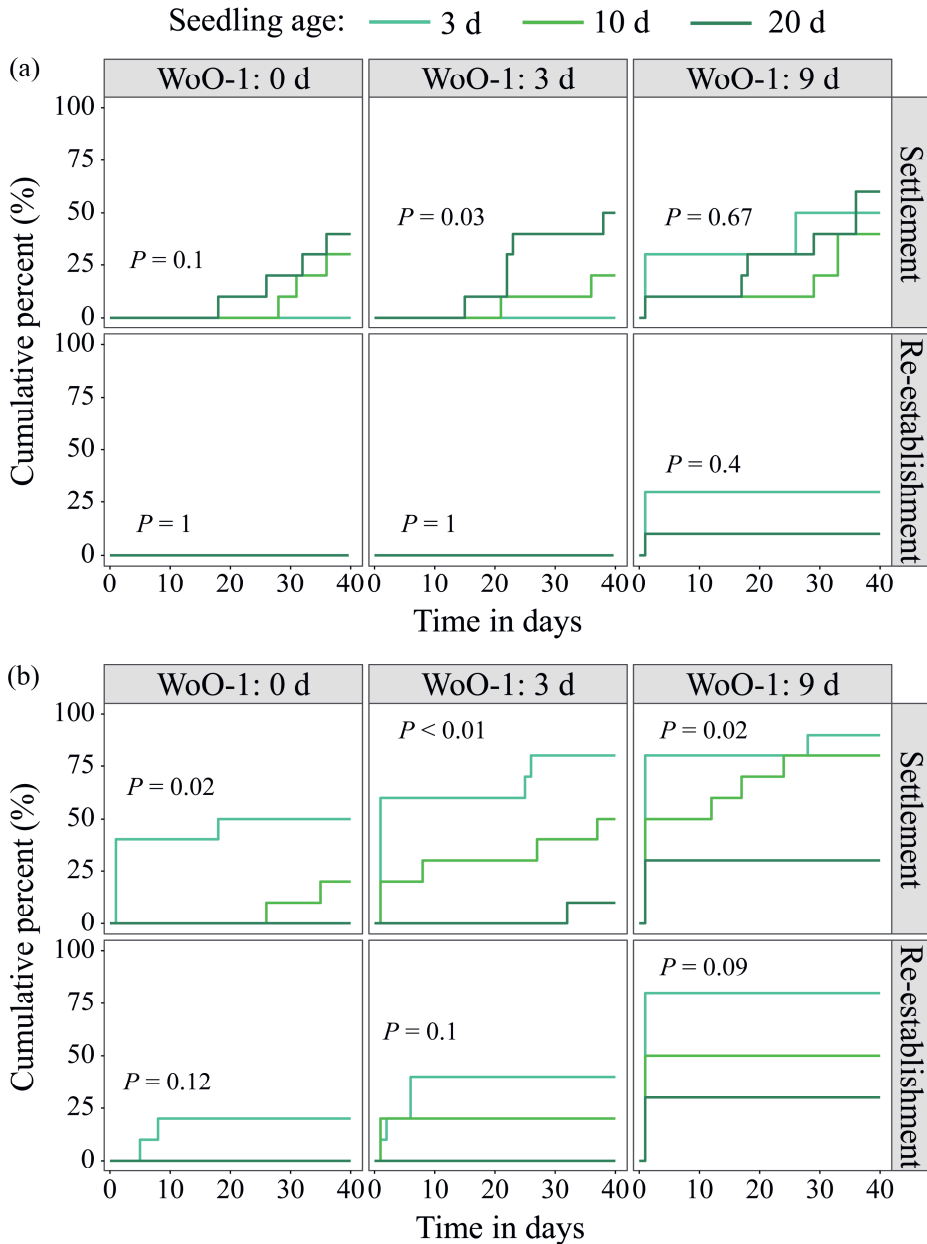 Seedling age: 3 d 10 d 20 d
(a)
WoO-1: 0 d WoO-1: 3 d WoO-1: 9 d
Cumulative percent (%)
100
75
50
25
0
P = 0.1
P = 0.03
P = 0.67
Settlement
100
75
50
25
0
P = 1
P = 1
P = 0.4
Re-establishment
0 10 20 30 40 0 10 20 30 40 0 10 20 30 40
Time in days
(b)
WoO-1: 0 d WoO-1: 3 d WoO-1: 9 d
Cumulative percent (%)
100
75
50
25
0
P = 0.02
P < 0.01
P = 0.02
Settlement
100
75
50
25
0
P = 0.12
P = 0.1
P = 0.09
Re-establishment
0 10 20 30 40 0 10 20 30 40 0 10 20 30 40
Time in days